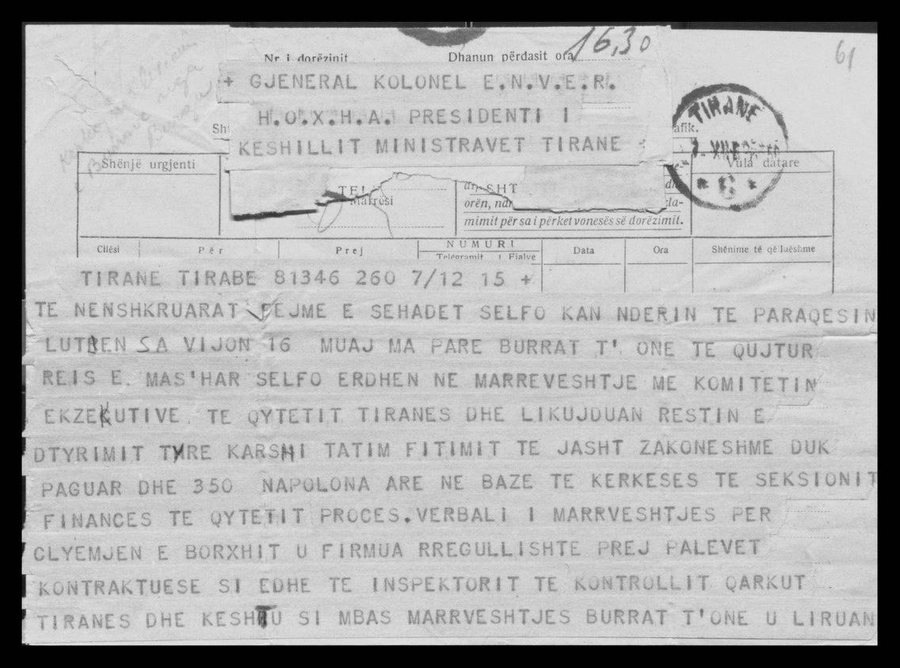 16,30
61
Nr i dorëzimit Dhanun përdasit ora
+ GJENERAL KOLONEL E.N.V.E.R.
H.O.X.H.A. PRESIDENTI I
KESHILLIT MINISTRAVET TIRANE
TIRANE
Shënjë urgjenti
Vula datare
orën,
mimit për sa i përket vonesës së dorëzimit.
Cilësi Për Prej NUMURI Data Ora Shënime të që lueshme
Telegramit Fjalve
TIRANE TIRABE 81346 260 7/12 15 +
TE NENSHKRUARAT FEJME E SEHADET SELFO KAN NDERIN TE PARAQESIN
LUTREN SA VIJON 16 MUAJ MA PARE BURRAT T'. ONE TE QUJTUR
REIS E. MAS'HAR SELFO ERDHEN NE MARREVESHTJE ME KOMITETIN
EKZEKUTIVE. TE QYTETIT TIRANES DHE LIKUJDUAN RESTIN E
DTYRIMIT TYRE KARSHI TATIM FITIMIT TE JASHT ZAKONESHME DUK
PAGUAR DHE 350 NAPOLONA ARE NE BAZE TE KERKESES TE SEKSIONIT
FINANCES TE QYTETIT PROCES.VERBALI I MARRVESHTJES PER
CLYEMJEN E BORXHIT U FIRMUA RREGULLISHTE PREJ PALEVET
KONTRAKTUESE SI EDHE TE INSPEKTORIT TE KONTROLLIT QARKUT
TIRANES DHE KESHTU SI MBAS MARRVESHTJES BURRAT T'ONE U LIRUAN